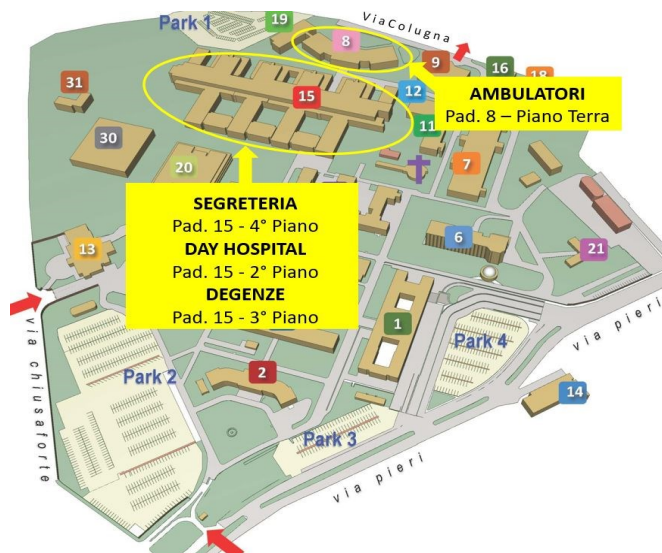 Park 1
19
8
ViaColugna
9
16
18
31
15
12
AMBULATORI
Pad. 8 – Piano Terra
11
30
20
7
SEGRETERIA
Pad. 15 - 4° Piano
DAY HOSPITAL
Pad. 15 - 2° Piano
DEGENZE
Pad. 15 - 3° Piano
13
6
21
1
via chiusaforte
Park 2
Park 4
via pieri
2
14
Park 3
via pieri